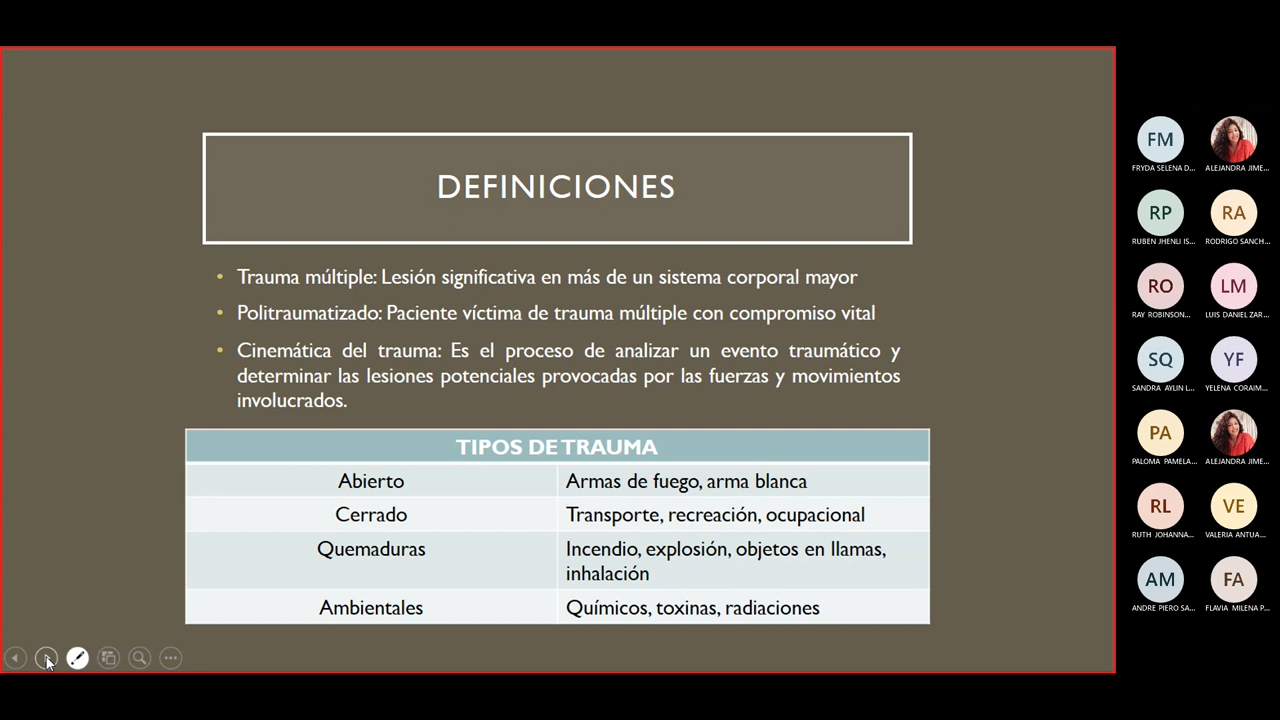 DEFINICIONES
• Trauma múltiple: Lesión significativa en más de un sistema corporal mayor
• Politraumatizado: Paciente víctima de trauma múltiple con compromiso vital
• Cinemática del trauma: Es el proceso de analizar un evento traumático y
determinar las lesiones potenciales provocadas por las fuerzas y movimientos
involucrados.
TIPOS DE TRAUMA
Abierto Armas de fuego, arma blanca
Cerrado Transporte, recreación, ocupacional
Quemaduras Incendio, explosión, objetos en llamas,
inhalación
Ambientales Químicos, toxinas, radiaciones
FM
FRYDA SELENA D... ALEJANDRA JIME...
RP RA
RUBEN JHENLI IS... RODRIGO SANCH...
RO LM
RAY ROBINSON... LUIS DANIEL ZAR...
SQ YF
SANDRA AYLIN L... YELENA CORAIM...
PA
PALOMA PAMELA... ALEJANDRA JIME...
RL VE
RUTH JOHANNA... VALERIA ANTUA...
AM FA
ANDRE PIERO SA... FLAVIA MILENA P...